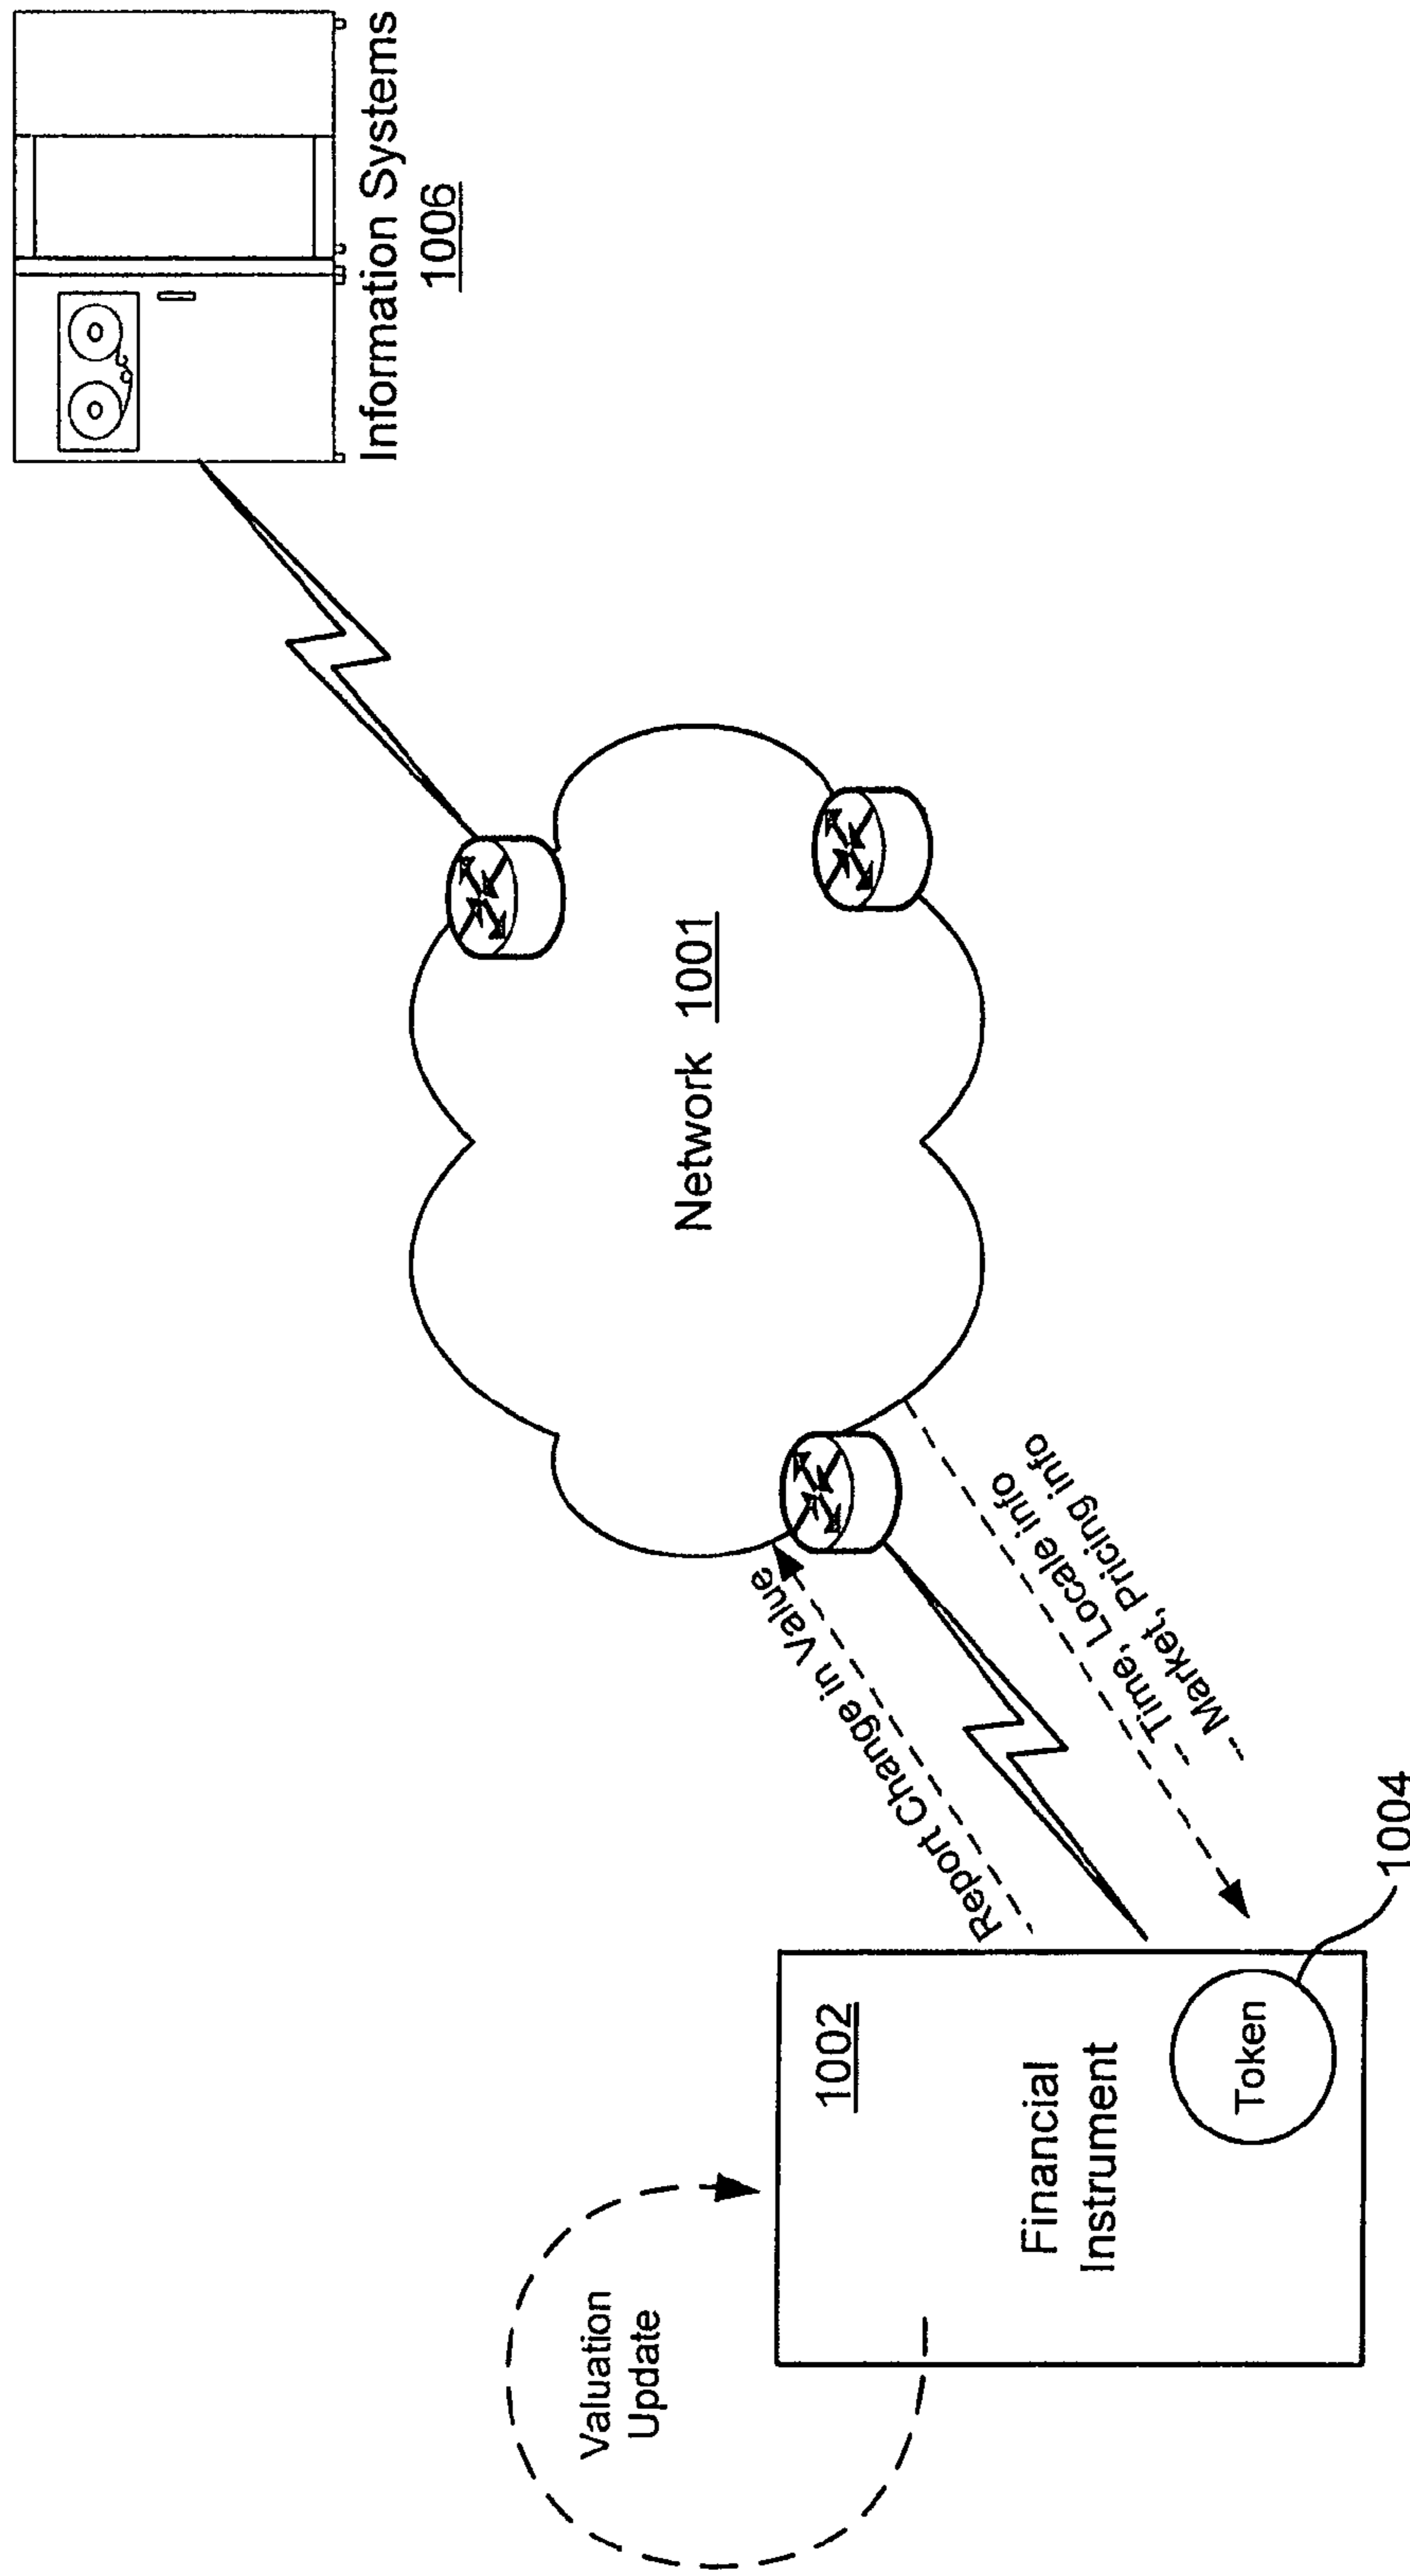 Information Systems
1006
Network 1001
Report Change in Value
-- Time, Locale info
-- Market, Pricing info
Valuation
Update
1002
Financial
Instrument
Token
1004